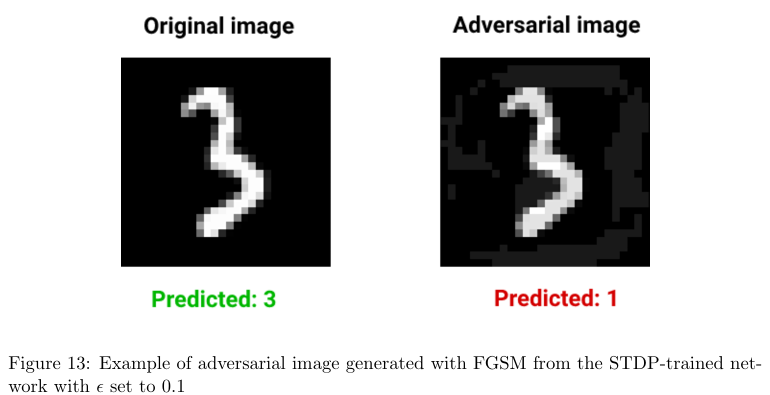 Original image
Adversarial image
Predicted: 3
Predicted: 1
Figure 13: Example of adversarial image generated with FGSM from the STDP-trained net-
work with ϵ set to 0.1